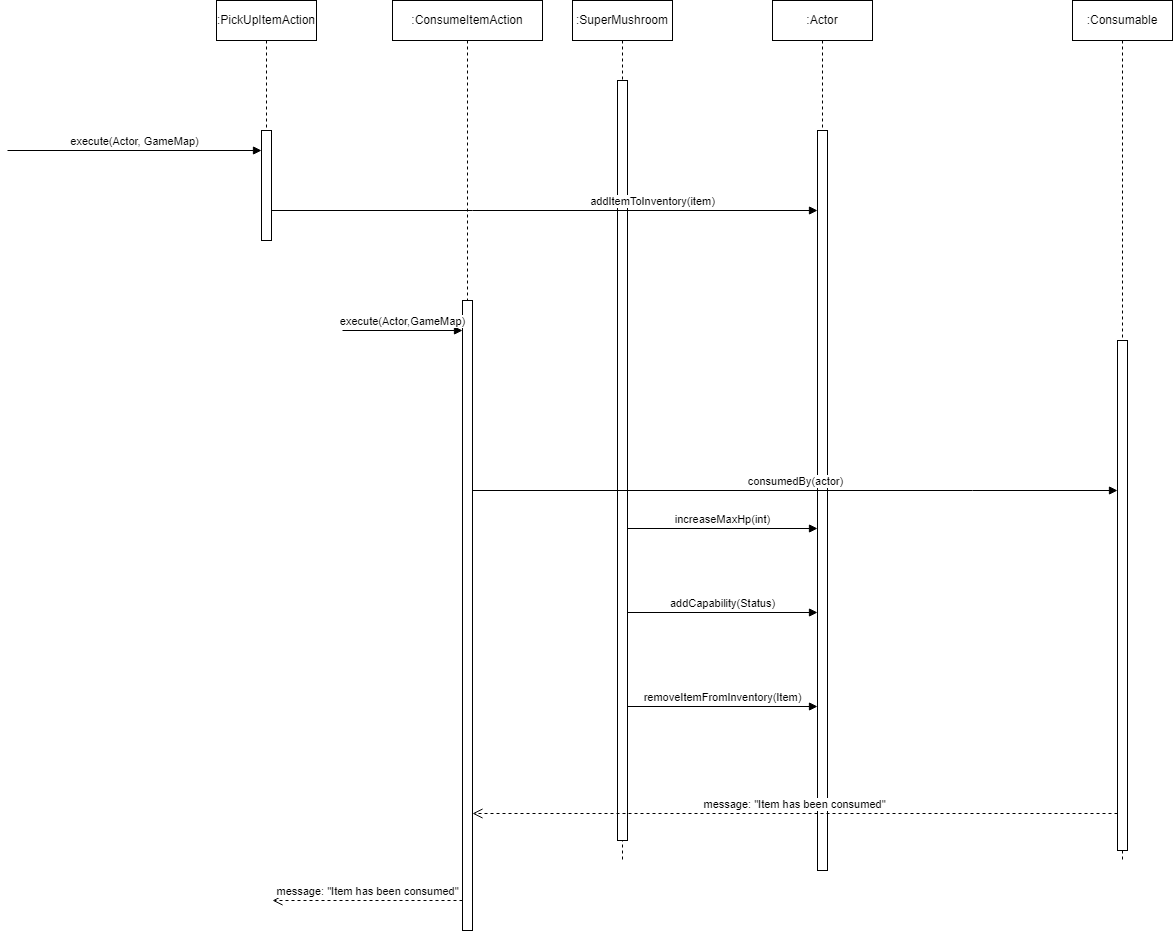 :PickUpItemAction
:ConsumeItemAction
:SuperMushroom
:Actor
:Consumable
execute(Actor, GameMap)
addItemToInventory(item)
execute(Actor,GameMap)
consumedBy(actor)
increaseMaxHp(int)
addCapability(Status)
removeItemFromInventory(Item)
message: "Item has been consumed"
message: "Item has been consumed"